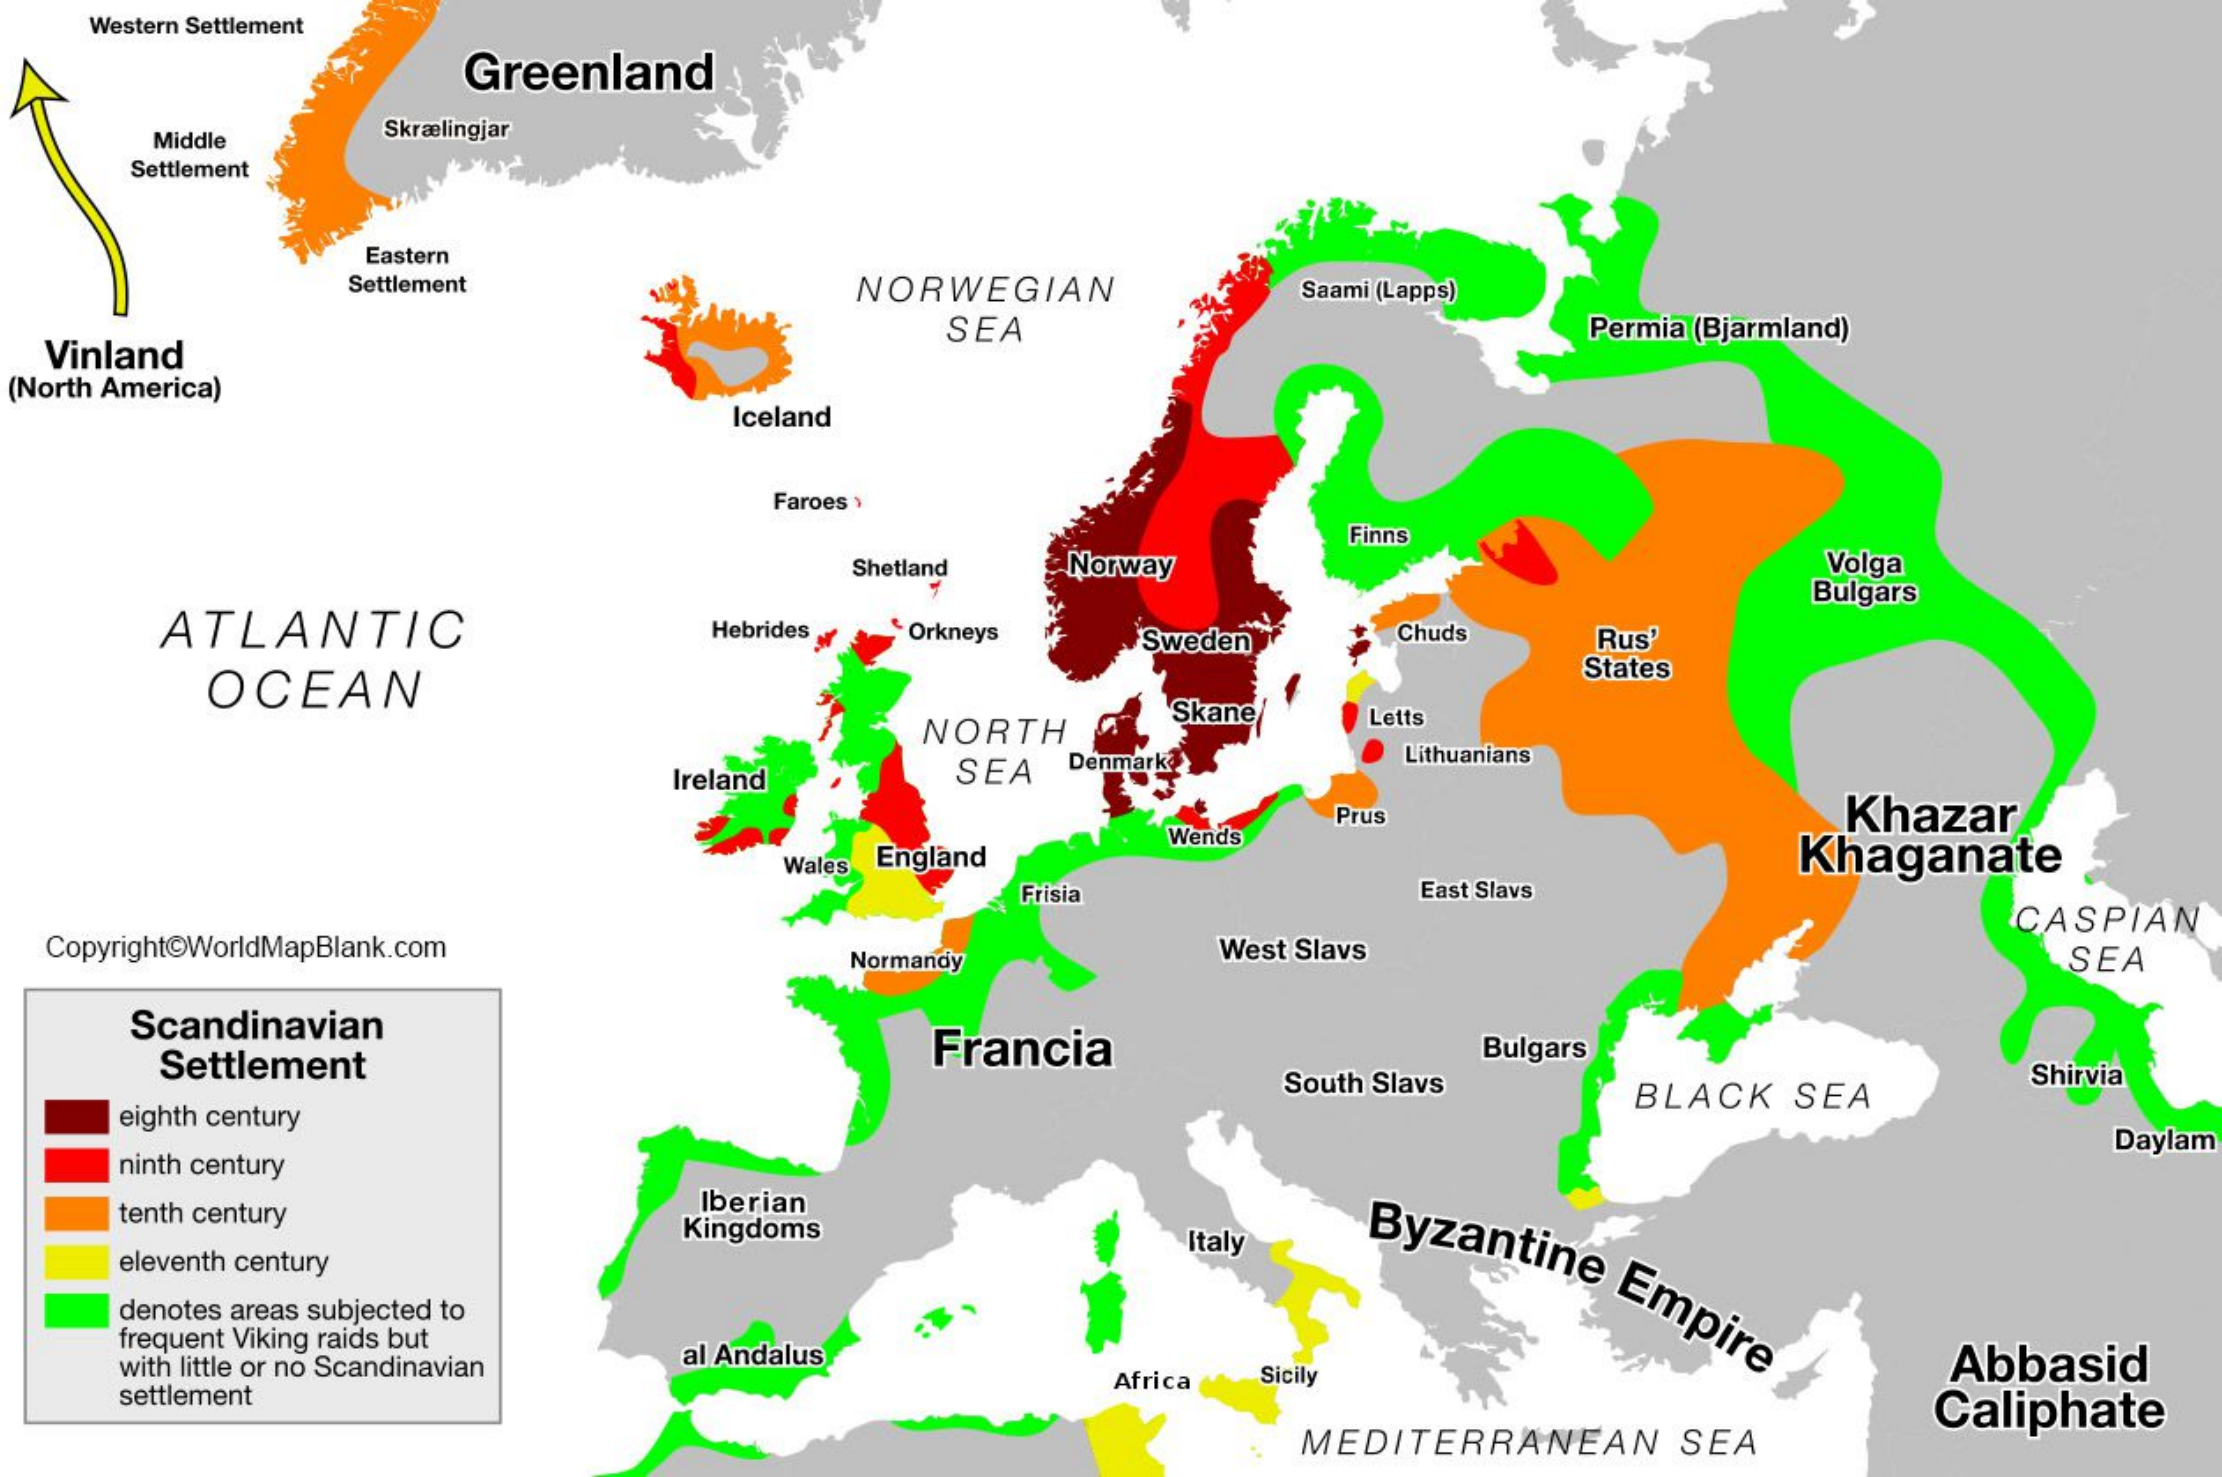 Western Settlement
Greenland
Skrælingjar
Middle
Settlement
Eastern
Settlement
Vinland
(North America)
NORWEGIAN
SEA
Iceland
Saami (Lapps)
Permia (Bjarmland)
Faroes
Shetland
Hebrides
Orkneys
ATLANTIC
OCEAN
Norway
Finns
Volga
Bulgars
Sweden
Chuds
Rus'
States
NORTH
SEA
Skane
Letts
Denmark
Lithuanians
Ireland
Prus
Wends
Khazar
Khaganate
Wales
England
Frisia
East Slavs
CASPIAN
SEA
Normandy
West Slavs
Copyright©WorldMapBlank.com
Francia
Bulgars
South Slavs
BLACK SEA
Shirvia
Daylam
Iberian
Kingdoms
Italy
Byzantine Empire
al Andalus
Africa
Sicily
Abbasid
Caliphate
MEDITERRANEAN SEA
Scandinavian
Settlement
eighth century
ninth century
tenth century
eleventh century
denotes areas subjected to
frequent Viking raids but
with little or no Scandinavian
settlement